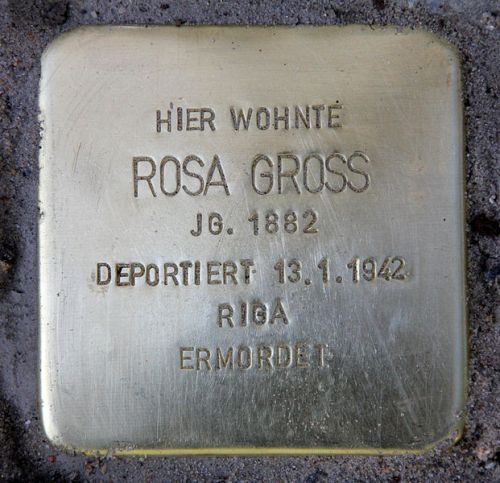 HIER WOHNTE
ROSA GROSS
JG. 1882
DEPORTIERT 13.1.1942
RIGA
ERMORDET